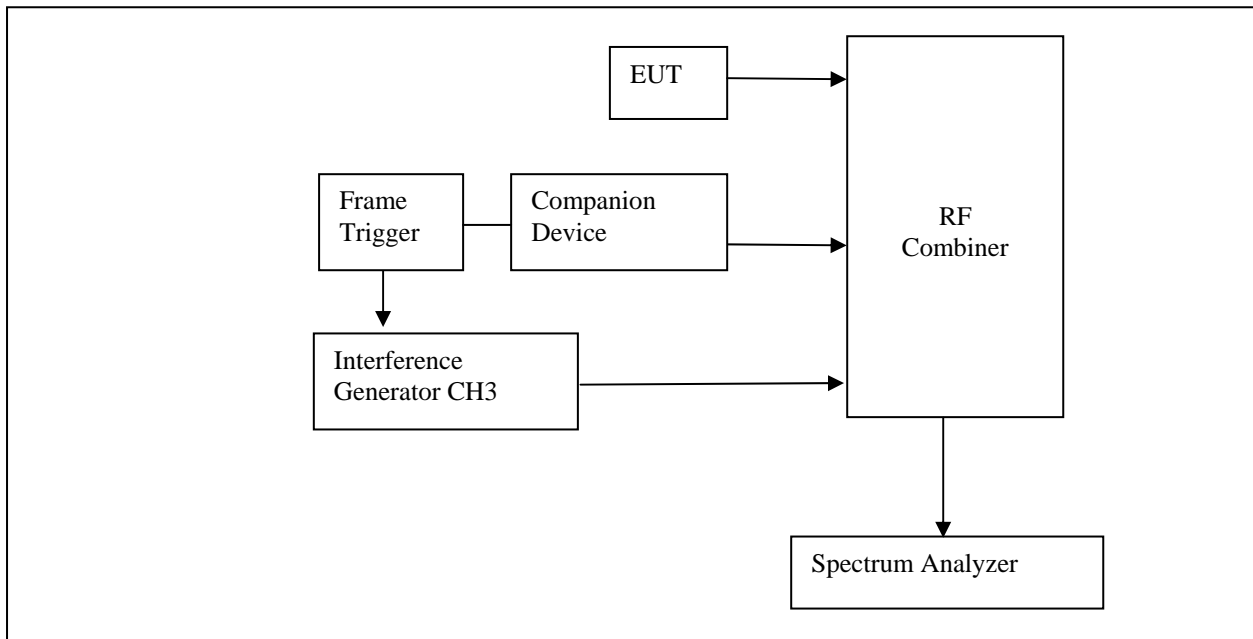 EUT
Frame
Trigger
Companion
Device
RF
Combiner
Interference
Generator CH3
Spectrum Analyzer